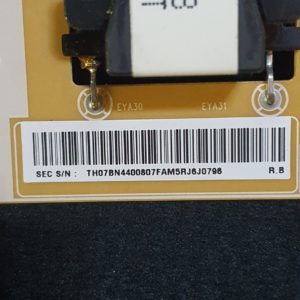 EYA30 EYA31
SEC S/N : TH07BN4400807FAM5RJ6J0796 R.B